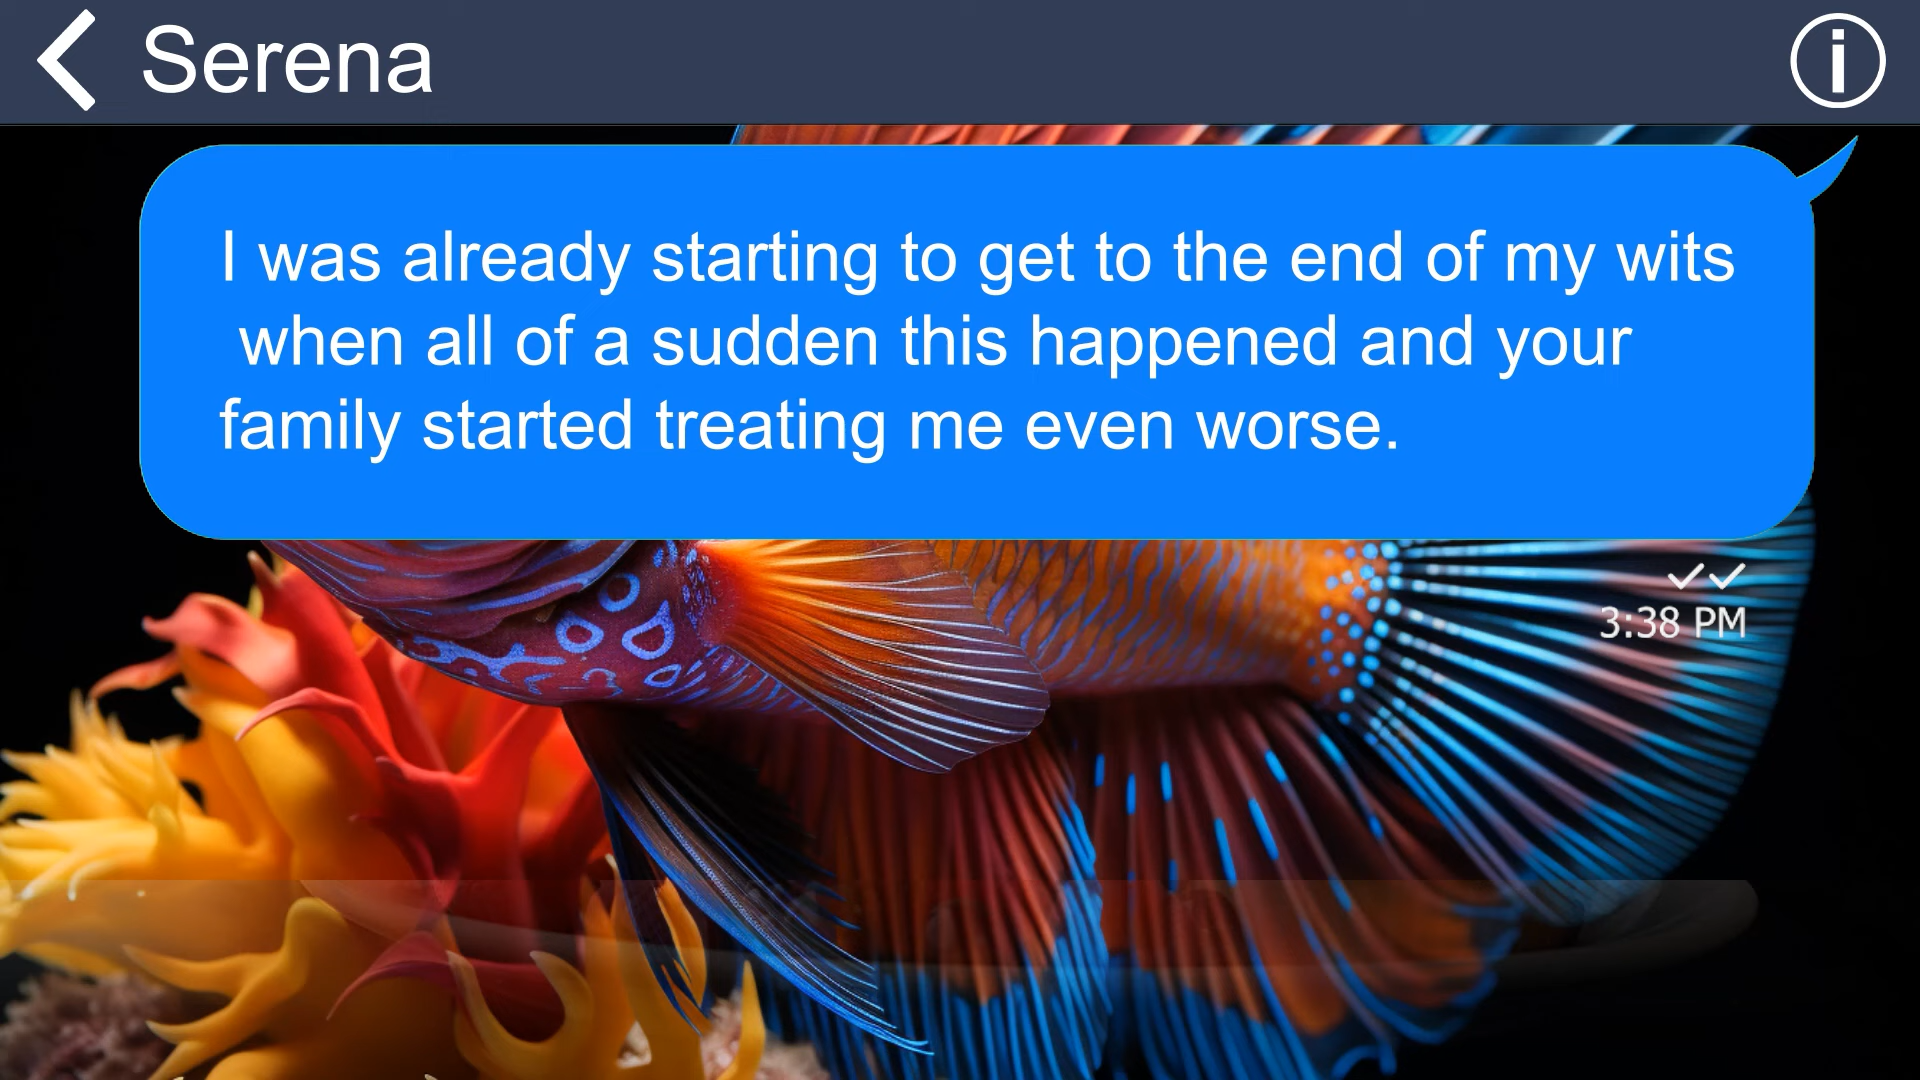 Serena
I was already starting to get to the end of my wits
when all of a sudden this happened and your
family started treating me even worse.
3:38 PM